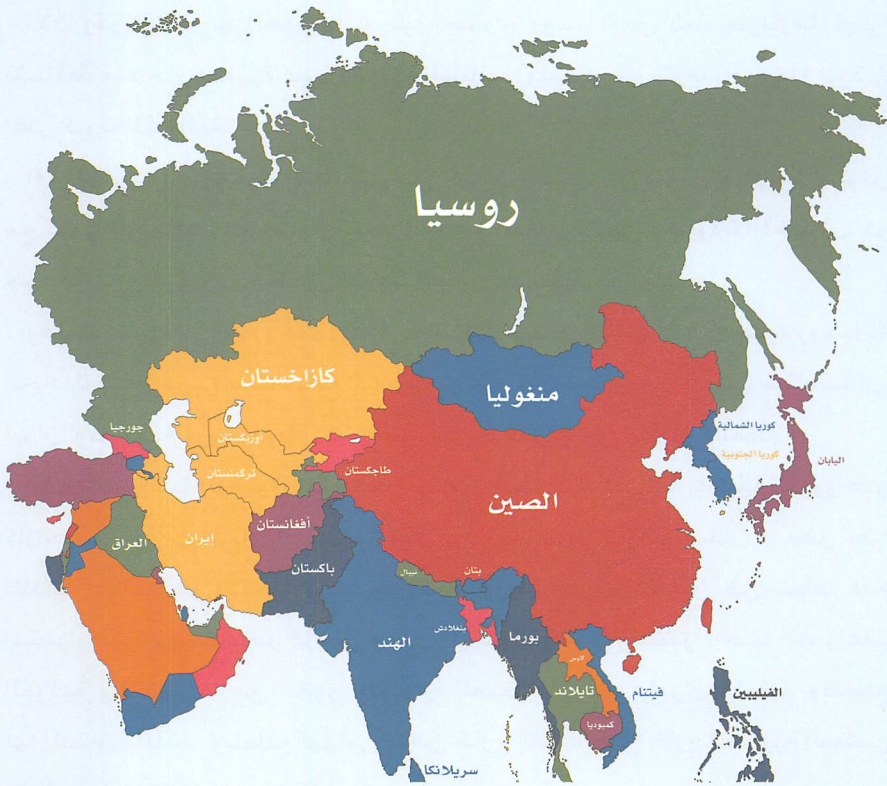 روسيا
كازاخستان
منغوليا
كوريا الشمالية
جورجيا
أوزبكستان
كوريا الجنوبية
اليابان
طاجكستان
تركمنستان
الصين
أفغانستان
إيران
العراق
باكستان
نيبال
بتان
بنغلادش
الهند
بورما
لاوس
تايلاند
فيتنام
الفيليبين
كمبوديا
سريلانكا